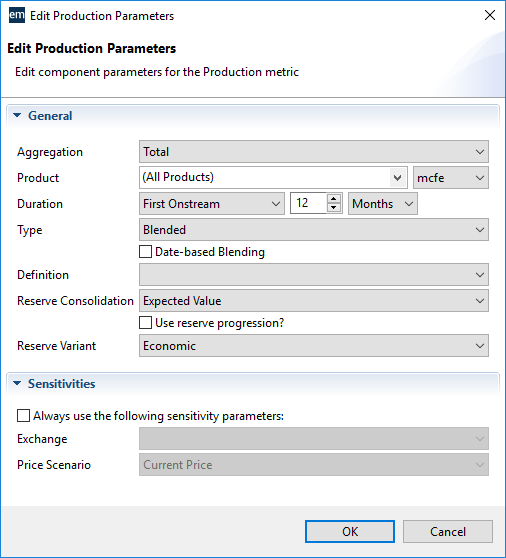 em Edit Production Parameters
Edit Production Parameters
Edit component parameters for the Production metric
General
Aggregation Total
Product (All Products) mcfe
Duration First Onstream 12 Months
Type Blended
Date-based Blending
Definition
Reserve Consolidation Expected Value
Use reserve progression?
Reserve Variant Economic
Sensitivities
Always use the following sensitivity parameters:
Exchange
Price Scenario Current Price
OK Cancel